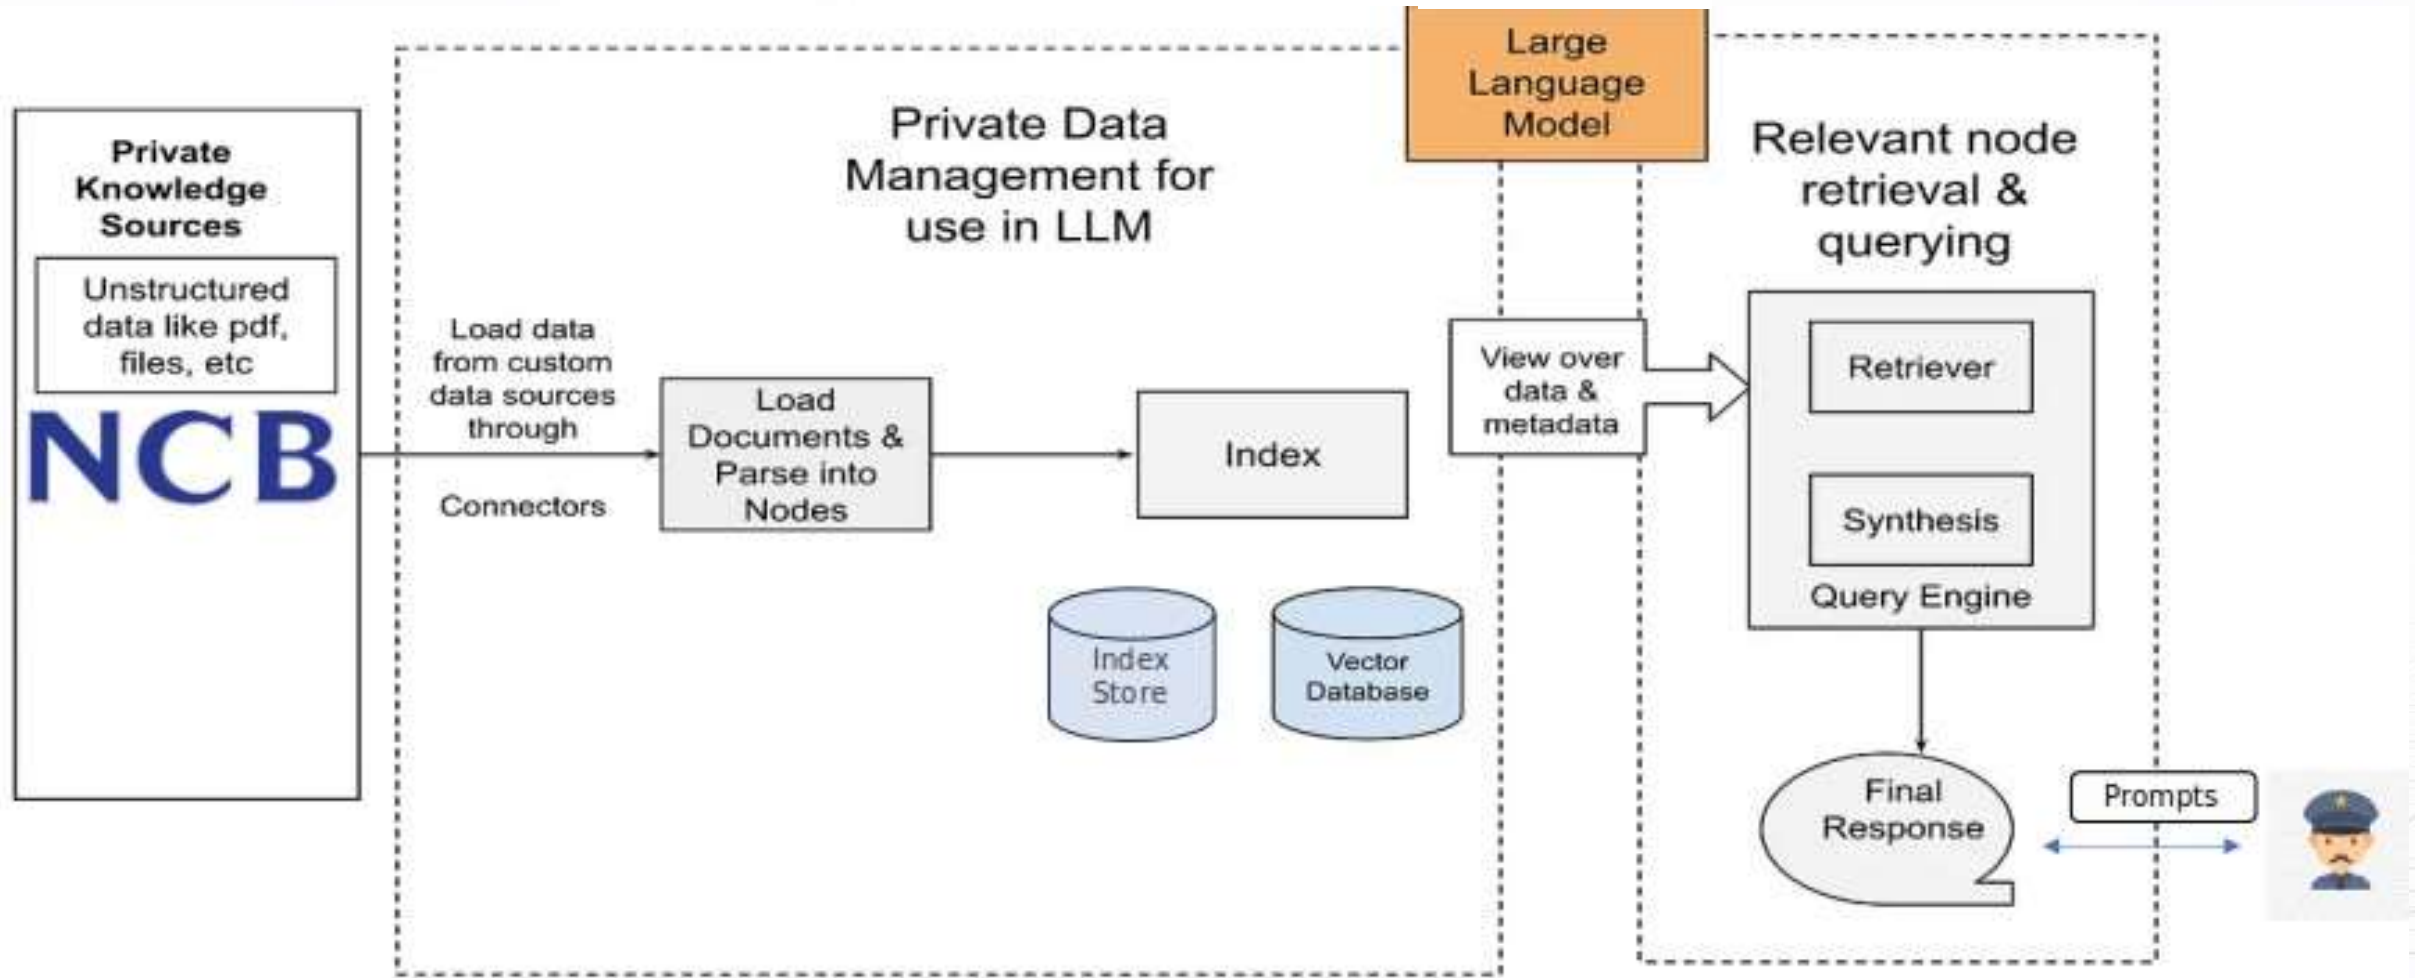 Private
Knowledge
Sources
Unstructured
data like pdf,
files, etc
NCB
Private Data
Management for
use in LLM
Load data
from custom
data sources
through
Connectors
Load
Documents &
Parse into
Nodes
Index
Index
Store
Vector
Database
Large
Language
Model
View over
data &
metadata
Relevant node
retrieval &
querying
Retriever
Synthesis
Query Engine
Final
Response
Prompts